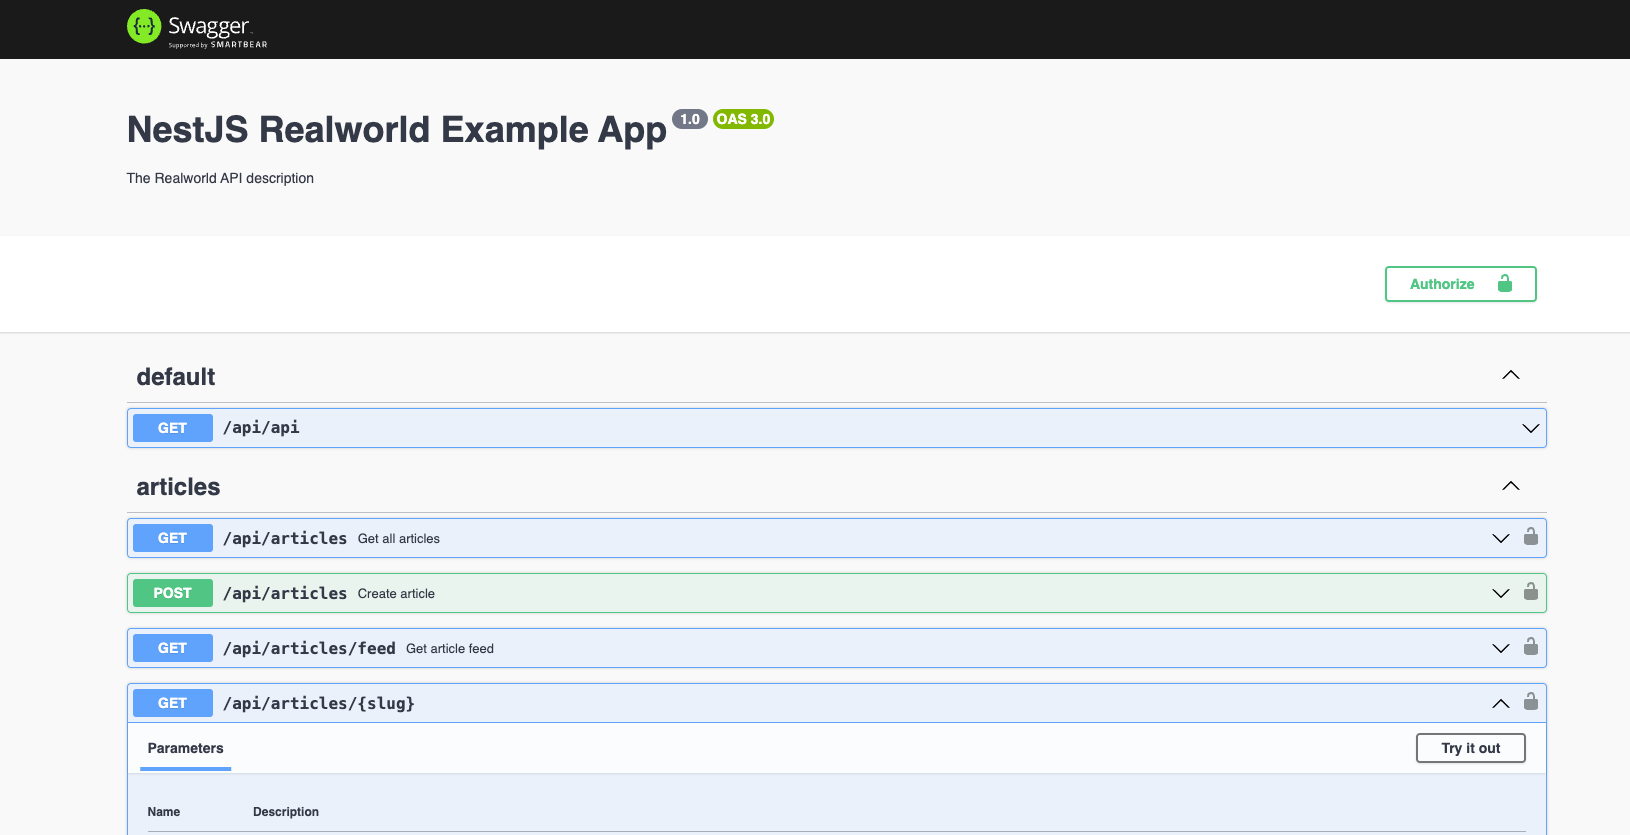 {···} Swagger
Supported by SMARTBEAR
NestJS Realworld Example App 1.0 OAS 3.0
The Realworld API description
Authorize
default
GET /api/api
articles
GET /api/articles Get all articles
POST /api/articles Create article
GET /api/articles/feed Get article feed
GET /api/articles/{slug}
Parameters Try it out
Name Description